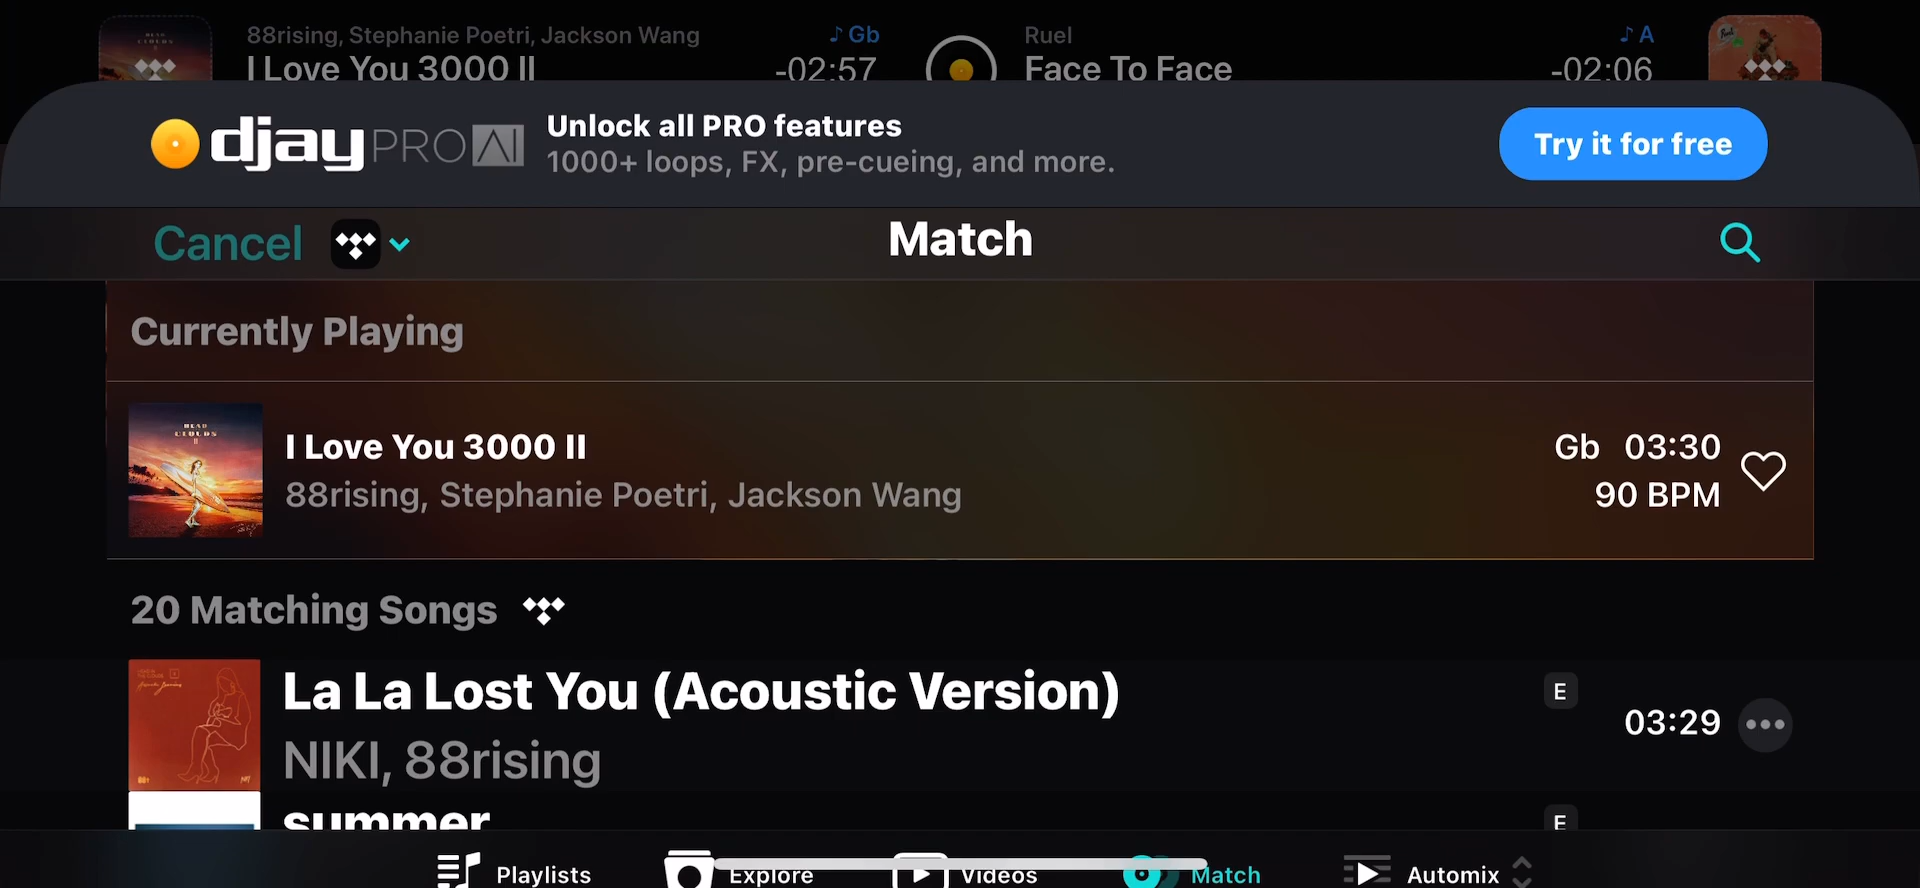 88rising, Stephanie Poetri, Jackson Wang
I Love You 3000 II
♪ Gb
-02:57
Ruel
Face To Face
♪ A
-02:06
djay PRO AI
Unlock all PRO features
1000+ loops, FX, pre-cueing, and more.
Try it for free
Cancel
Match
Currently Playing
HEAD
CLOUDS
II
I Love You 3000 II
88rising, Stephanie Poetri, Jackson Wang
Gb 03:30
90 BPM
20 Matching Songs
La La Lost You (Acoustic Version)
NIKI, 88rising
E
03:29
summer
E
Playlists
Explore
Videos
Match
Automix